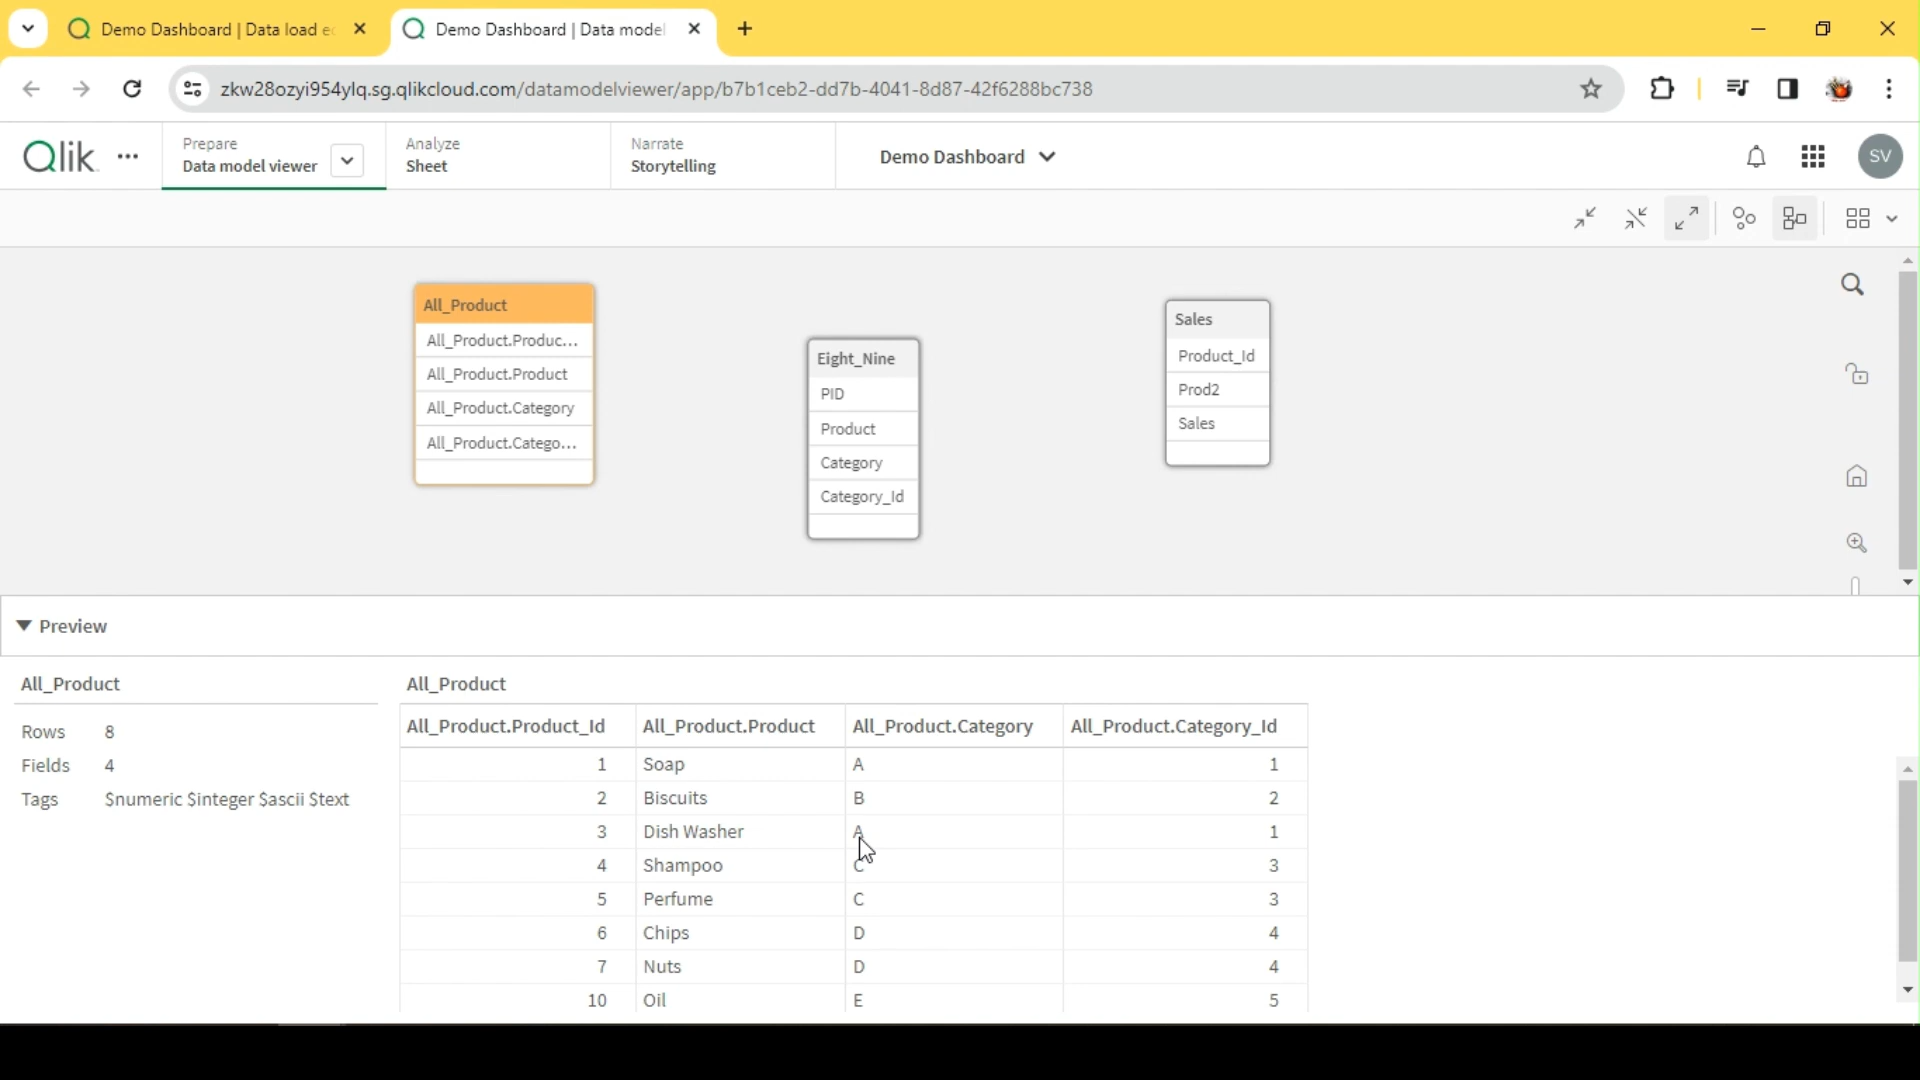 Demo Dashboard | Data load e
Demo Dashboard | Data model
zkw28ozyi954ylq.sg.qlikcloud.com/datamodelviewer/app/b7b1ceb2-dd7b-4041-8d87-42f6288bc738
Qlik
Prepare
Data model viewer
Analyze
Sheet
Narrate
Storytelling
Demo Dashboard
SV
All_Product
All_Product.Produc...
All_Product.Product
All_Product.Category
All_Product.Catego...
Eight_Nine
PID
Product
Category
Category_Id
Sales
Product_Id
Prod2
Sales
Preview
All_Product
Rows 8
Fields 4
Tags $numeric $integer $ascii $text
All_Product
All_Product.Product_Id All_Product.Product All_Product.Category All_Product.Category_Id
1 Soap A 1
2 Biscuits B 2
3 Dish Washer A 1
4 Shampoo C 3
5 Perfume C 3
6 Chips D 4
7 Nuts D 4
10 Oil E 5